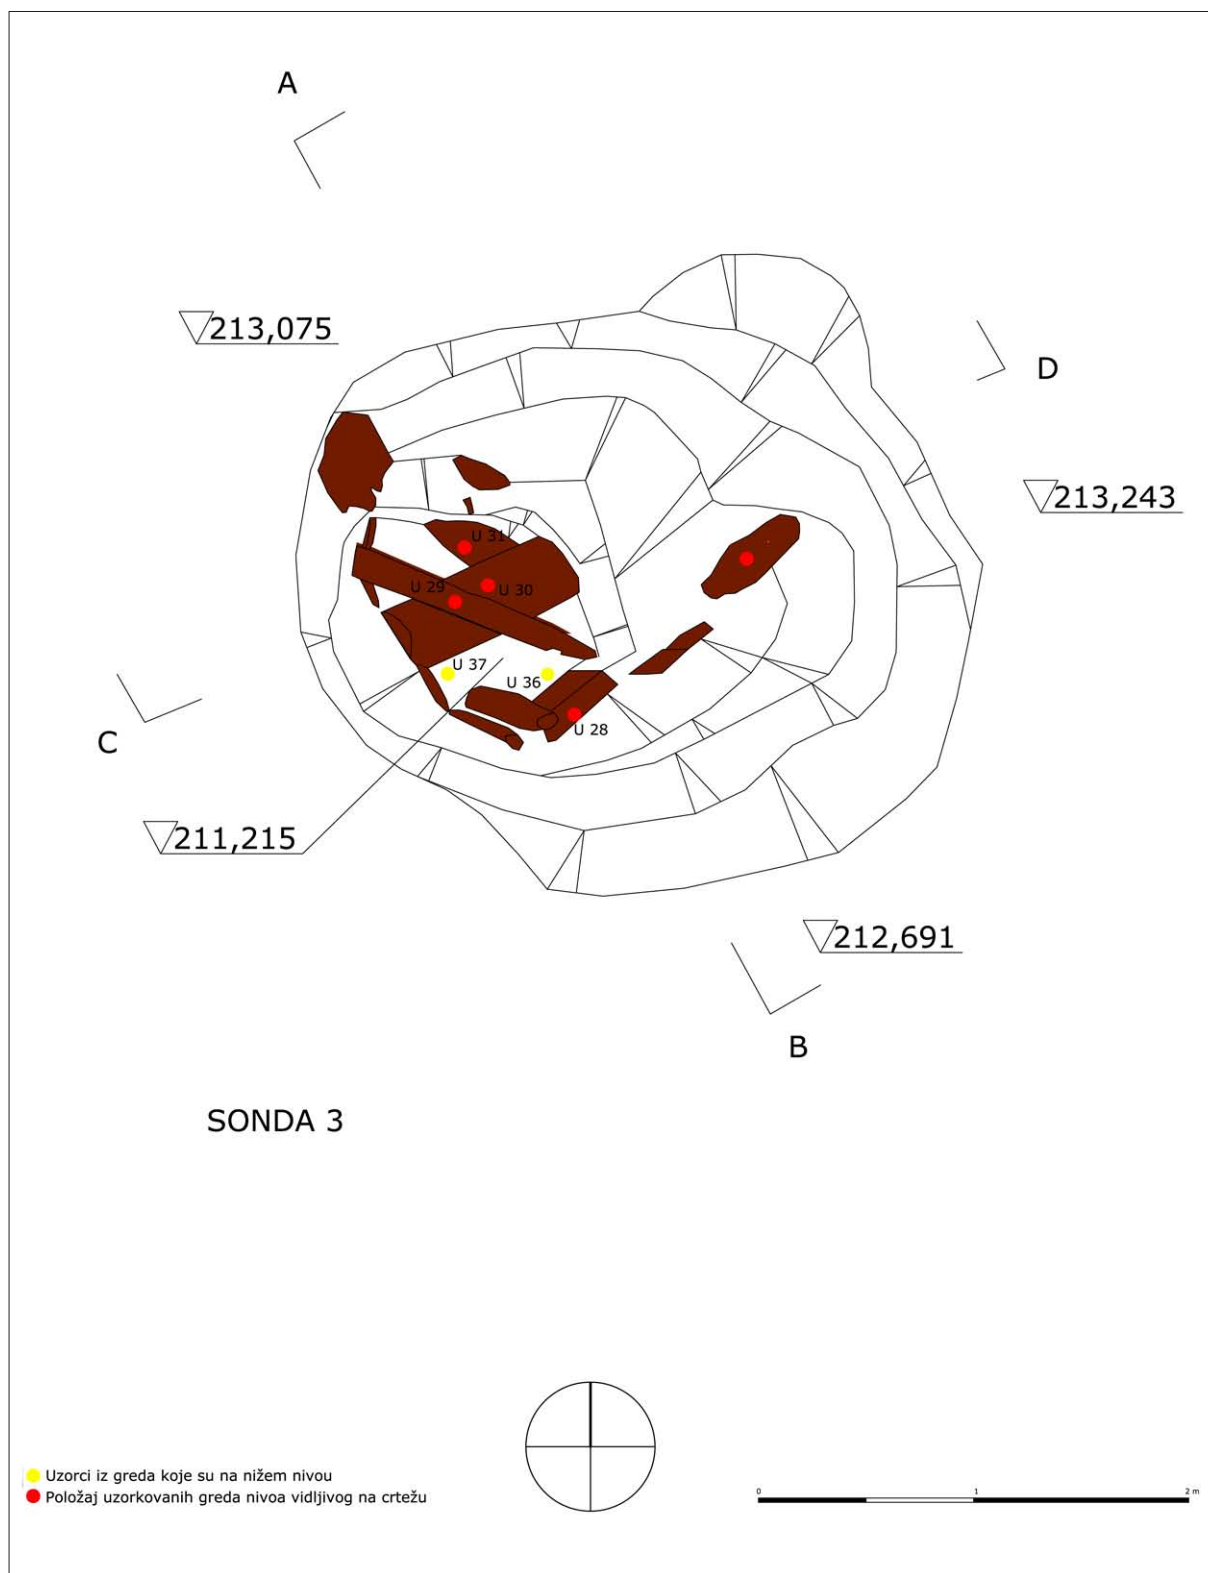 A
213,075
D
213,243
U 31
U 29
U 30
U 37
U 36
U 28
C
211,215
212,691
B
SONDA 3
Uzorci iz greda koje su na nižem nivou
Položaj uzorkovanih greda nivoa vidljivog na crtežu
0 1 2 m